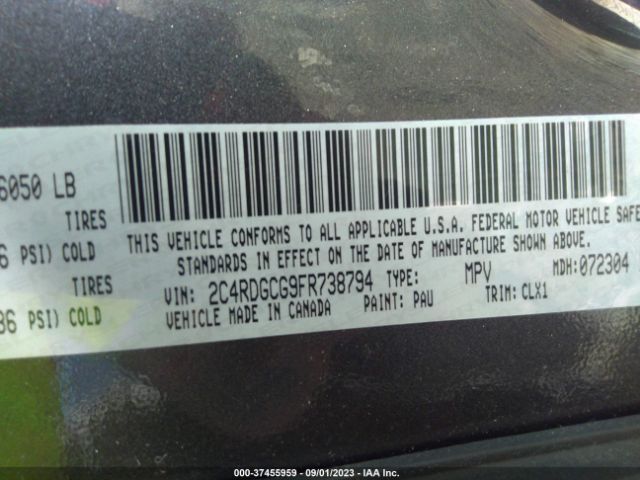 6050 LB
TIRES
6 PSI) COLD
TIRES
36 PSI) COLD
THIS VEHICLE CONFORMS TO ALL APPLICABLE U.S.A. FEDERAL MOTOR VEHICLE SAFE
STANDARDS IN EFFECT ON THE DATE OF MANUFACTURE SHOWN ABOVE.
VIN: 2C4RDGCG9FR738794 TYPE: MPV MDH:072304
VEHICLE MADE IN CANADA PAINT: PAU TRIM: CLX1
000-37455959 - 09/01/2023 - IAA Inc.